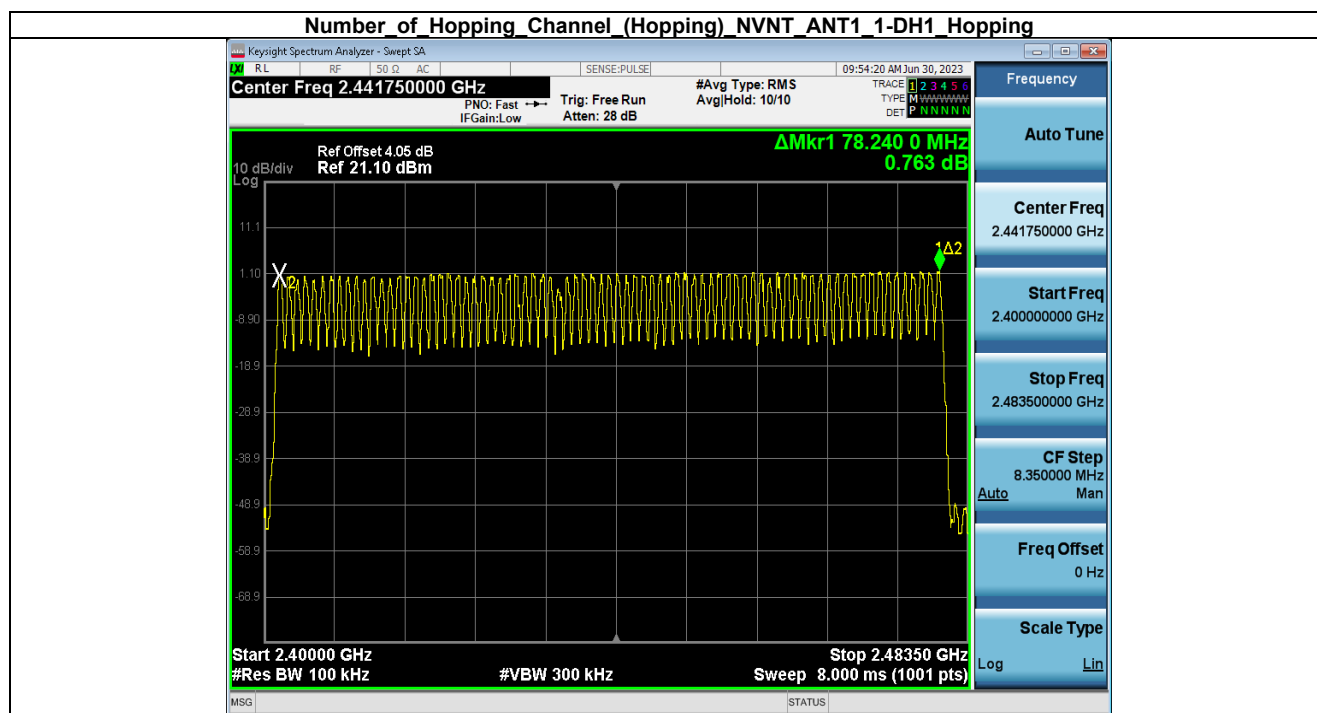 Number_of_Hopping_Channel_(Hopping)_NVNT_ANT1_1-DH1_Hopping
Keysight Spectrum Analyzer - Swept SA
LXI RL RF 50 Ω AC SENSE:PULSE 09:54:20 AM Jun 30, 2023
Center Freq 2.441750000 GHz
PNO: Fast
IFGain:Low
Trig: Free Run
Atten: 28 dB
#Avg Type: RMS
Avg|Hold: 10/10
TRACE 1 2 3 4 5 6
TYPE M WWWWW
DET P N N N N N
ΔMkr1 78.240 0 MHz
0.763 dB
Ref Offset 4.05 dB
10 dB/div Ref 21.10 dBm
Log
11.1
1.10
-8.90
-18.9
-28.9
-38.9
-48.9
-58.9
-68.9
X2
1Δ2
Start 2.40000 GHz
Stop 2.48350 GHz
#Res BW 100 kHz
#VBW 300 kHz
Sweep 8.000 ms (1001 pts)
MSG
STATUS
Frequency
Auto Tune
Center Freq
2.441750000 GHz
Start Freq
2.400000000 GHz
Stop Freq
2.483500000 GHz
CF Step
8.350000 MHz
Auto Man
Freq Offset
0 Hz
Scale Type
Log Lin